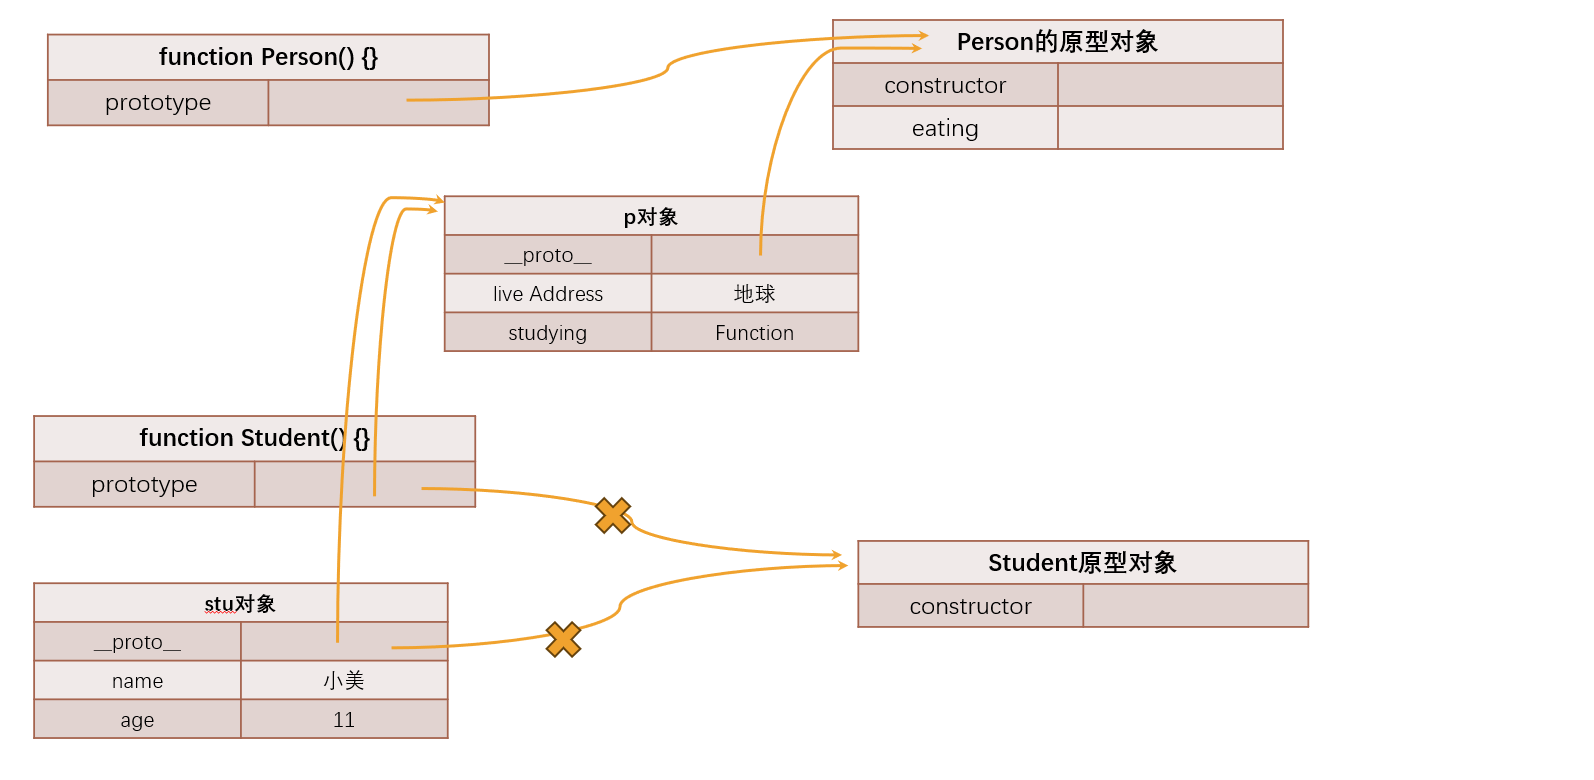 function Person() {}
prototype
Person的原型对象
constructor
eating
p对象
__proto__
live Address 地球
studying Function
function Student() {}
prototype
Student原型对象
constructor
stu对象
__proto__
name 小美
age 11